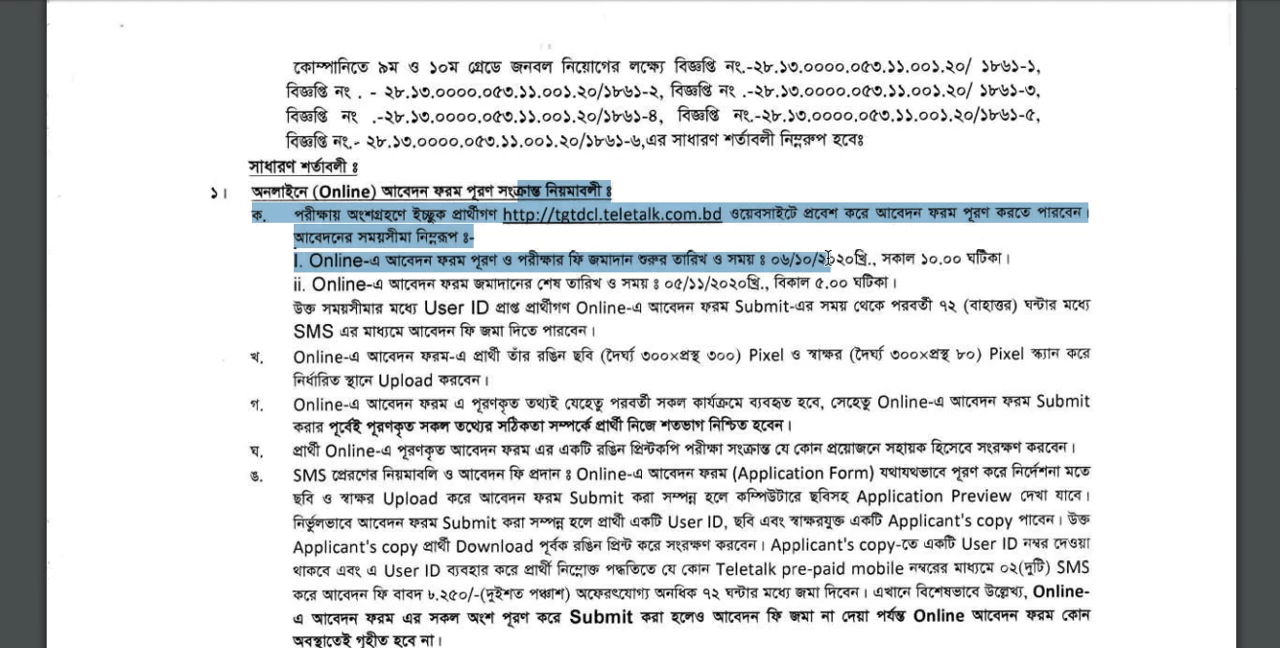 কোম্পানিতে ৯ম ও ১০ম গ্রেডে জনবল নিয়োগের লক্ষ্যে বিজ্ঞপ্তি নং.-২৮.১৩.০০০০.০৫৩.১১.০০১.২০/ ১৮৬১-১,
বিজ্ঞপ্তি নং . - ২৮.১৩.০০০০.০৫৩.১১.০০১.২০/১৮৬১-২, বিজ্ঞপ্তি নং .-২৮.১৩.০০০০.০৫৩.১১.০০১.২০/ ১৮৬১-৩,
বিজ্ঞপ্তি নং .-২৮.১৩.০০০০.০৫৩.১১.০০১.২০/১৮৬১-৪, বিজ্ঞপ্তি নং.-২৮.১৩.০০০০.০৫৩.১১.০০১.২০/১৮৬১-৫,
বিজ্ঞপ্তি নং.- ২৮.১৩.০০০০.০৫৩.১১.০০১.২০/১৮৬১-৬,এর সাধারণ শর্তাবলী নিম্নরুপ হবেঃ
সাধারণ শর্তাবলী ঃ
১। অনলাইনে (Online) আবেদন ফরম পূরণ সংক্রান্ত নিয়মাবলী ঃ
ক. পরীক্ষায় অংশগ্রহণে ইচ্ছুক প্রার্থীগণ http://tgtdcl.teletalk.com.bd ওয়েবসাইটে প্রবেশ করে আবেদন ফরম পূরণ করতে পারবেন।
আবেদনের সময়সীমা নিম্নরূপ ঃ-
i. Online-এ আবেদন ফরম পূরণ ও পরীক্ষার ফি জমাদান শুরুর তারিখ ও সময় ঃ ০৬/১০/২০২০খ্রি., সকাল ১০.০০ ঘটিকা।
ii. Online-এ আবেদন ফরম জমাদানের শেষ তারিখ ও সময় ঃ ০৫/১১/২০২০খ্রি., বিকাল ৫.০০ ঘটিকা।
উক্ত সময়সীমার মধ্যে User ID প্রাপ্ত প্রার্থীগণ Online-এ আবেদন ফরম Submit-এর সময় থেকে পরবর্তী ৭২ (বাহাত্তর) ঘন্টার মধ্যে
SMS এর মাধ্যমে আবেদন ফি জমা দিতে পারবেন।
খ. Online-এ আবেদন ফরম-এ প্রার্থী তাঁর রঙিন ছবি (দৈর্ঘ্য ৩০০×প্রস্থ ৩০০) Pixel ও স্বাক্ষর (দৈর্ঘ্য ৩০০×প্রস্থ ৮০) Pixel স্ক্যান করে
নির্ধারিত স্থানে Upload করবেন।
গ. Online-এ আবেদন ফরম এ পূরণকৃত তথ্যই যেহেতু পরবর্তী সকল কার্যক্রমে ব্যবহৃত হবে, সেহেতু Online-এ আবেদন ফরম Submit
করার পূর্বেই পূরণকৃত সকল তথ্যের সঠিকতা সম্পর্কে প্রার্থী নিজে শতভাগ নিশ্চিত হবেন।
ঘ. প্রার্থী Online-এ পূরণকৃত আবেদন ফরম এর একটি রঙিন প্রিন্টকপি পরীক্ষা সংক্রান্ত যে কোন প্রয়োজনে সহায়ক হিসেবে সংরক্ষণ করবেন।
ঙ. SMS প্রেরণের নিয়মাবলি ও আবেদন ফি প্রদান ঃ Online-এ আবেদন ফরম (Application Form) যথাযথভাবে পূরণ করে নির্দেশনা মতে
ছবি ও স্বাক্ষর Upload করে আবেদন ফরম Submit করা সম্পন্ন হলে কম্পিউটারে ছবিসহ Application Preview দেখা যাবে।
নির্ভুলভাবে আবেদন ফরম Submit করা সম্পন্ন হলে প্রার্থী একটি User ID, ছবি এবং স্বাক্ষরযুক্ত একটি Applicant's copy পাবেন। উক্ত
Applicant's copy প্রার্থী Download পূর্বক রঙিন প্রিন্ট করে সংরক্ষণ করবেন। Applicant's copy-তে একটি User ID নম্বর দেওয়া
থাকবে এবং এ User ID ব্যবহার করে প্রার্থী নিম্নোক্ত পদ্ধতিতে যে কোন Teletalk pre-paid mobile নম্বরের মাধ্যমে ০২(দুটি) SMS
করে আবেদন ফি বাবদ ৳.২৫০/-(দুইশত পঞ্চাশ) অফেরৎযোগ্য অনধিক ৭২ ঘন্টার মধ্যে জমা দিবেন। এখানে বিশেষভাবে উল্লেখ্য, Online-
এ আবেদন ফরম এর সকল অংশ পূরণ করে Submit করা হলেও আবেদন ফি জমা না দেয়া পর্যন্ত Online আবেদন ফরম কোন
অবস্থাতেই গৃহীত হবে না।